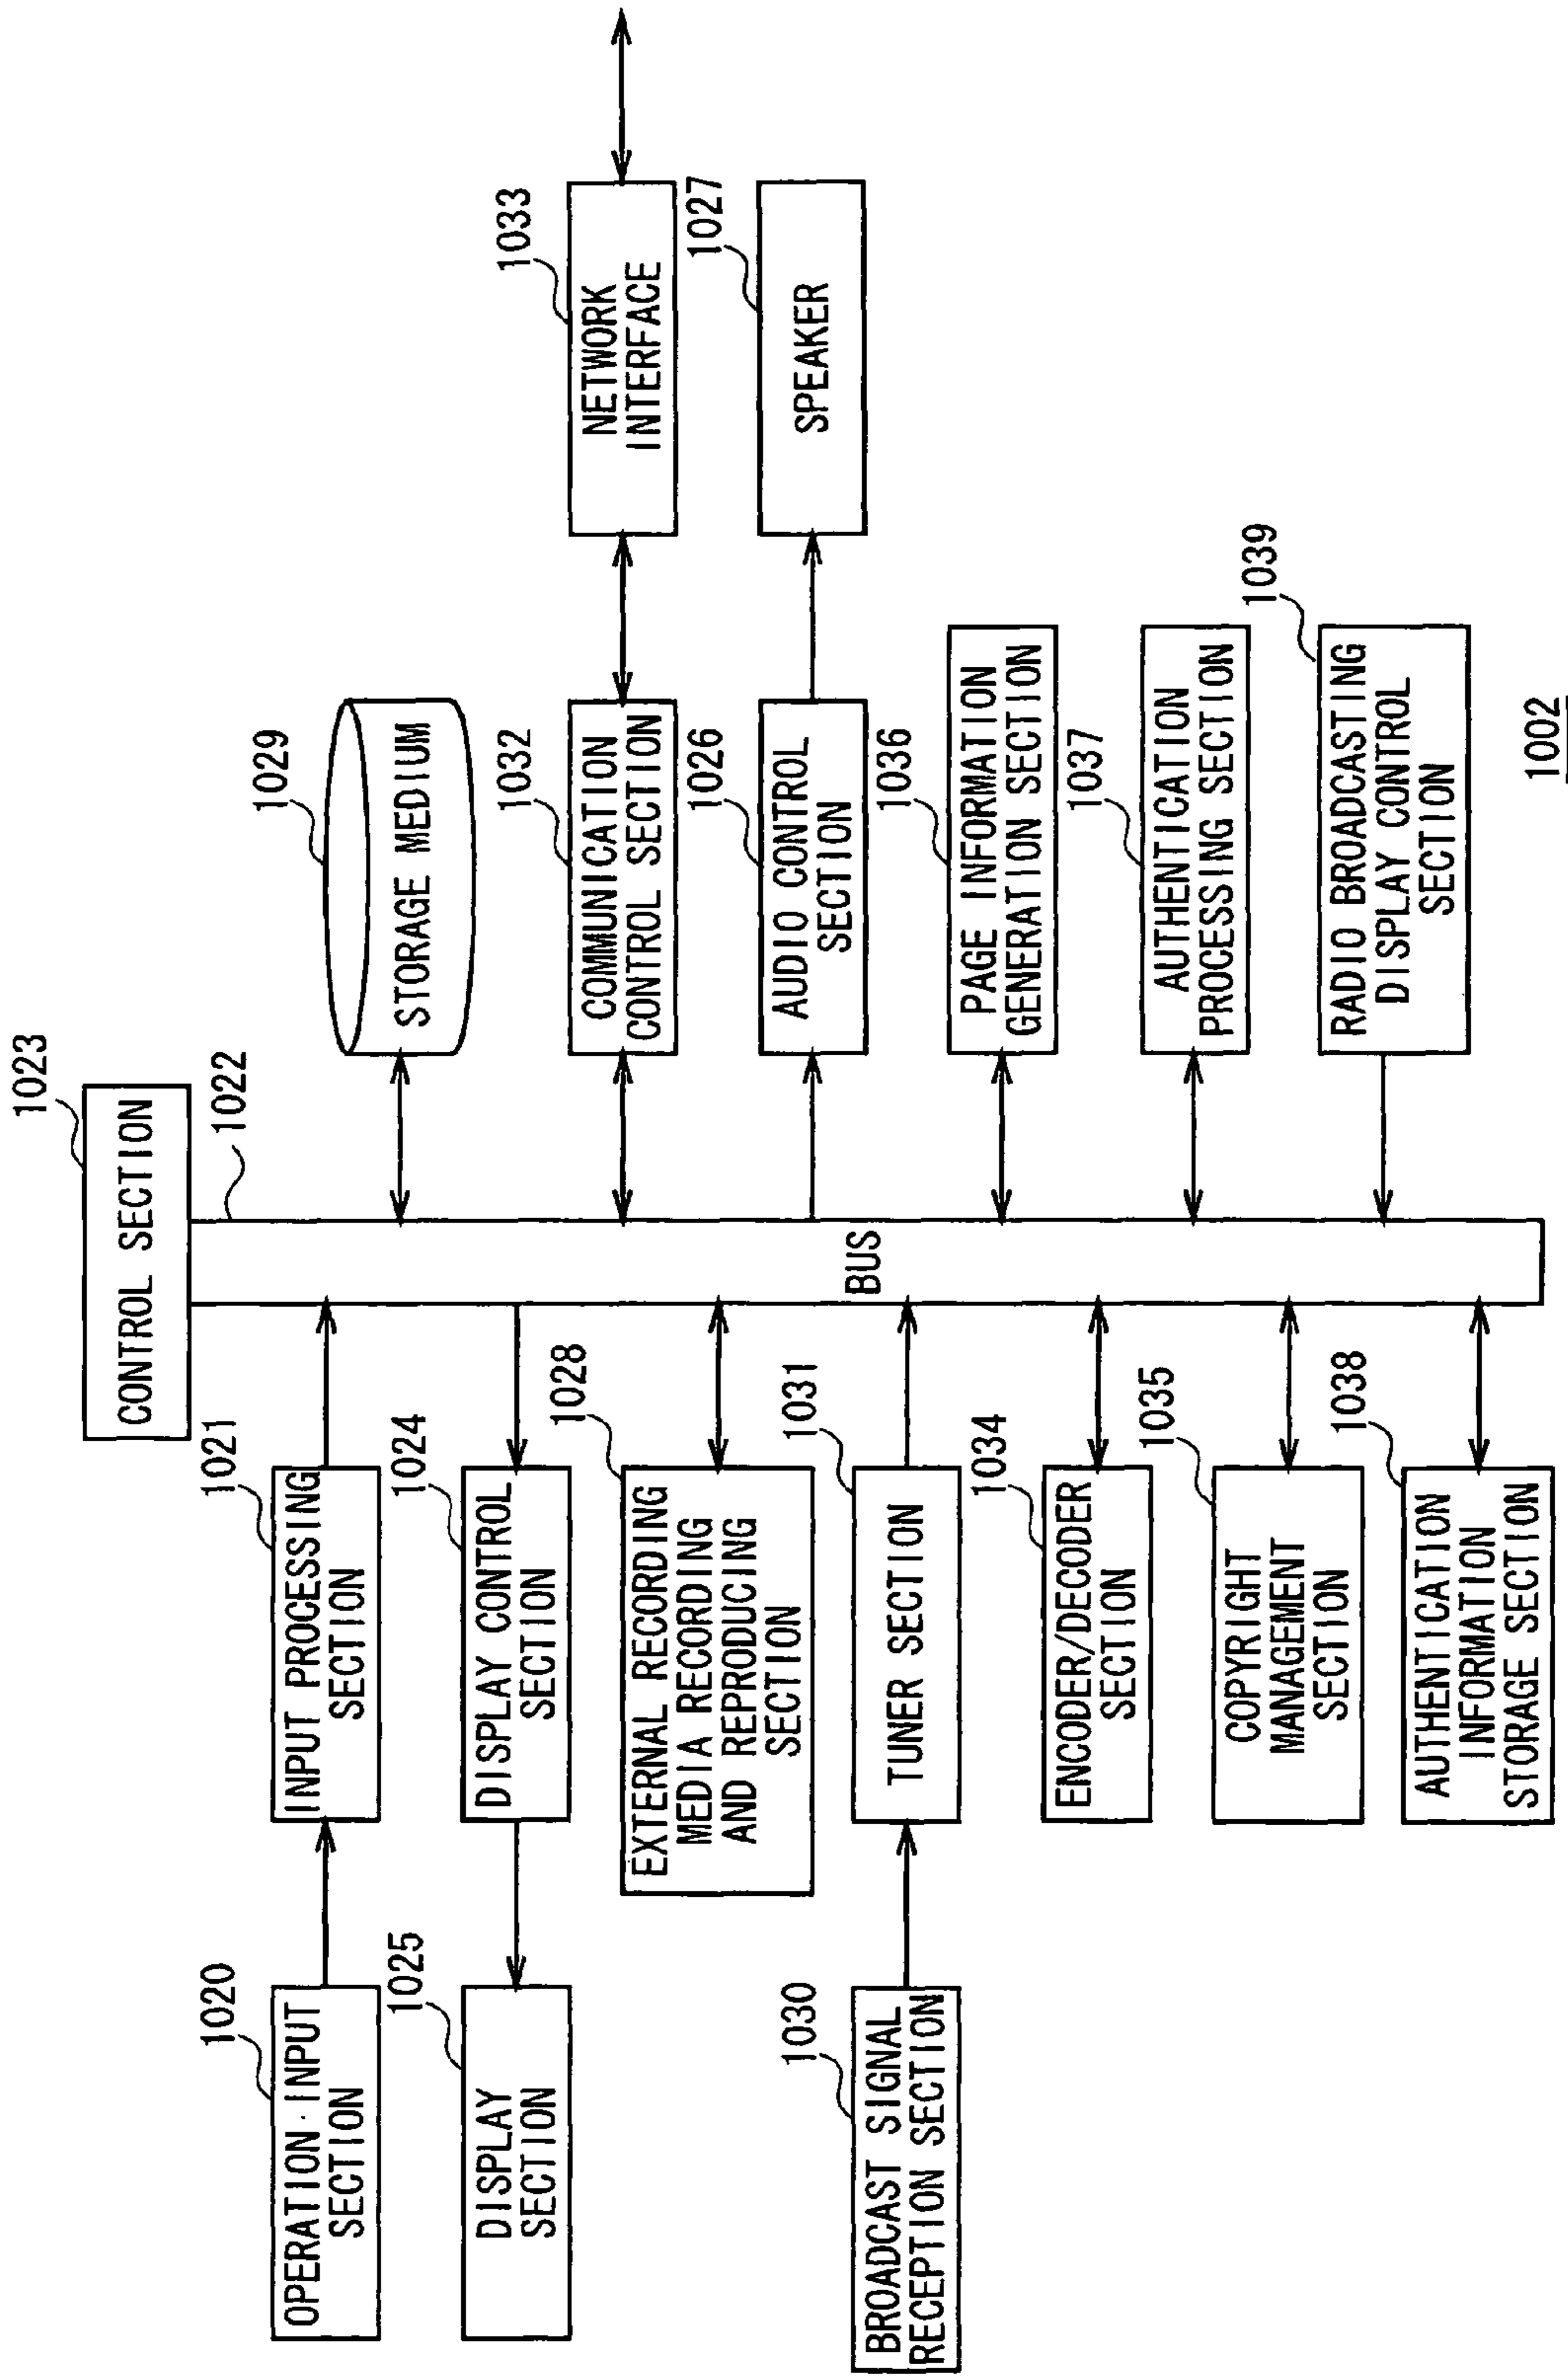 1023
CONTROL SECTION
1022
BUS
1020
OPERATION INPUT
SECTION
1021
INPUT PROCESSING
SECTION
1025
DISPLAY
SECTION
1024
DISPLAY CONTROL
SECTION
1028
EXTERNAL RECORDING
MEDIA RECORDING
AND REPRODUCING
SECTION
1030
BROADCAST SIGNAL
RECEPTION SECTION
1031
TUNER SECTION
1034
ENCODER/DECODER
SECTION
1035
COPYRIGHT
MANAGEMENT
SECTION
1038
AUTHENTICATION
INFORMATION
STORAGE SECTION
1029
STORAGE MEDIUM
1032
COMMUNICATION
CONTROL SECTION
1033
NETWORK
INTERFACE
1026
AUDIO CONTROL
SECTION
1027
SPEAKER
1036
PAGE INFORMATION
GENERATION SECTION
1037
AUTHENTICATION
PROCESSING SECTION
1039
RADIO BROADCASTING
DISPLAY CONTROL
SECTION
1002